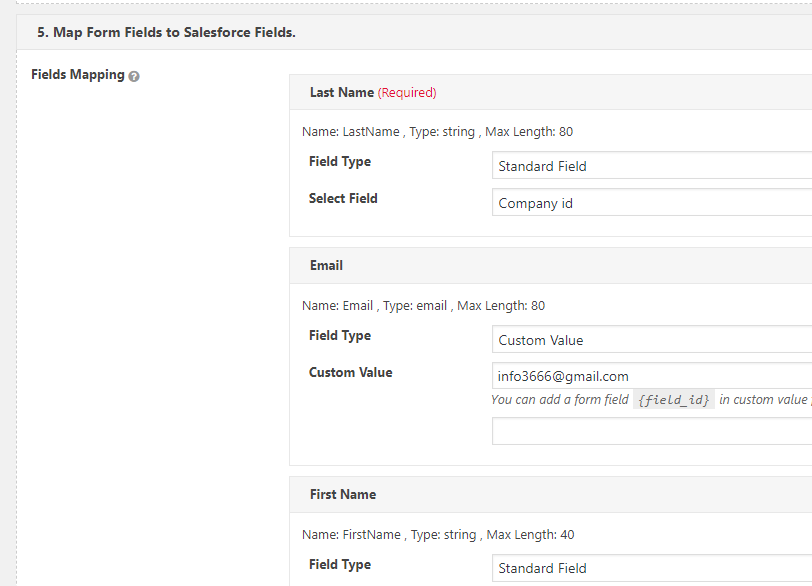 5. Map Form Fields to Salesforce Fields.
Fields Mapping ?
Last Name (Required)
Name: LastName , Type: string , Max Length: 80
Field Type Standard Field
Select Field Company id
Email
Name: Email , Type: email , Max Length: 80
Field Type Custom Value
Custom Value info3666@gmail.com
You can add a form field {field_id} in custom value
First Name
Name: FirstName , Type: string , Max Length: 40
Field Type Standard Field